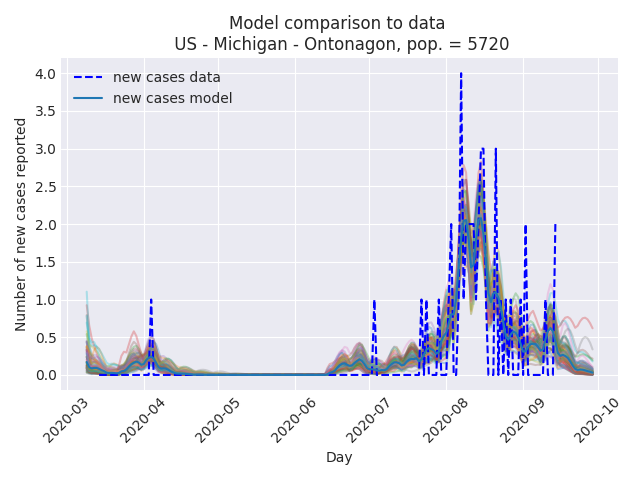 Model comparison to data
US - Michigan - Ontonagon, pop. = 5720
new cases data
new cases model
Number of new cases reported
4.0
3.5
3.0
2.5
2.0
1.5
1.0
0.5
0.0
2020-03
2020-04
2020-05
2020-06
2020-07
2020-08
2020-09
2020-10
Day